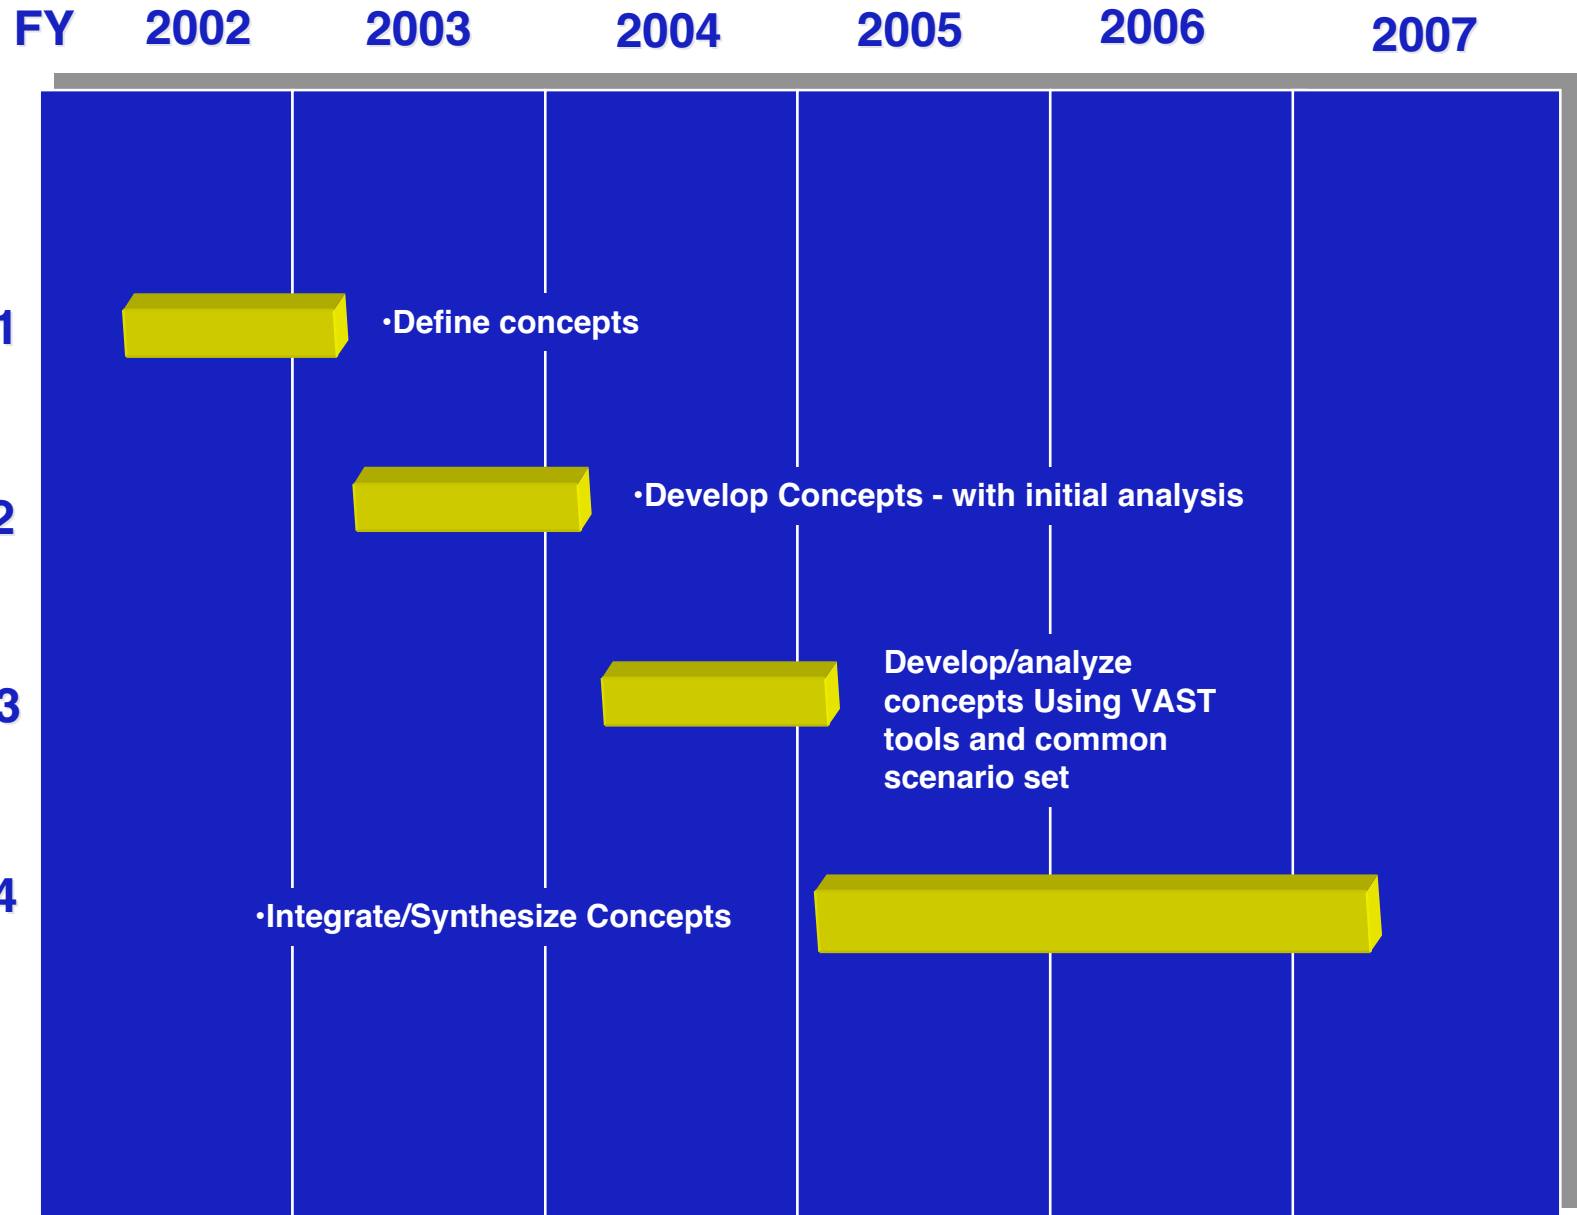 FY 2002 2003 2004 2005 2006 2007
1
•Define concepts
2
•Develop Concepts - with initial analysis
3
Develop/analyze
concepts Using VAST
tools and common
scenario set
4
•Integrate/Synthesize Concepts